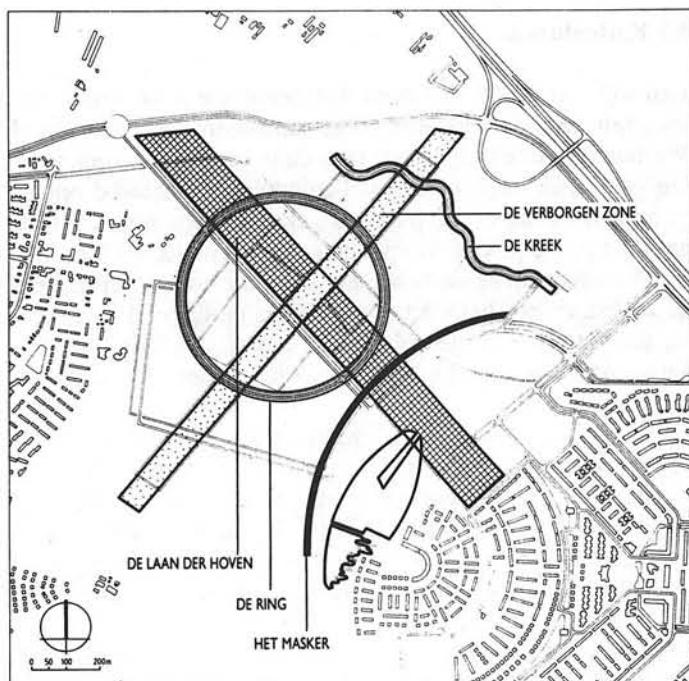 DE VERBORGEN ZONE
DE KREEK
DE LAAN DER HOVEN
DE RING
HET MASKER
0 50 100 200m